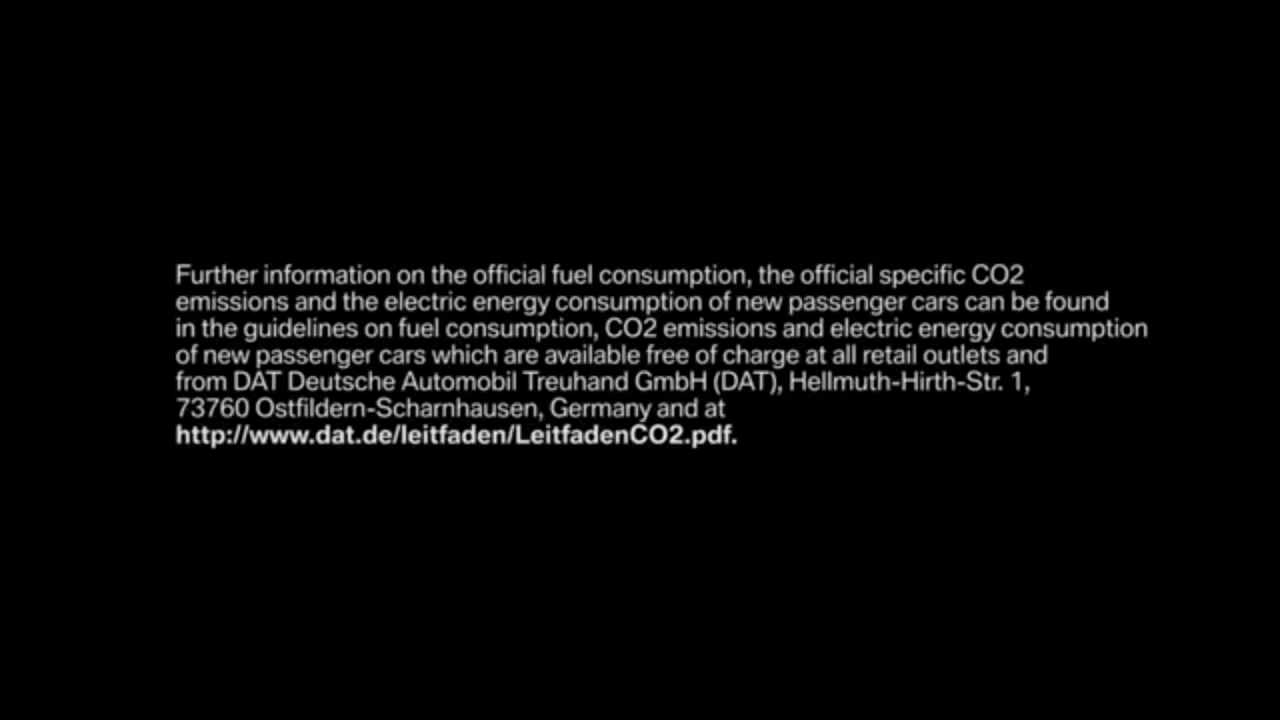 Further information on the official fuel consumption, the official specific CO2
emissions and the electric energy consumption of new passenger cars can be found
in the guidelines on fuel consumption, CO2 emissions and electric energy consumption
of new passenger cars which are available free of charge at all retail outlets and
from DAT Deutsche Automobil Treuhand GmbH (DAT), Hellmuth-Hirth-Str. 1,
73760 Ostfildern-Scharnhausen, Germany and at
http://www.dat.de/leitfaden/LeitfadenCO2.pdf.